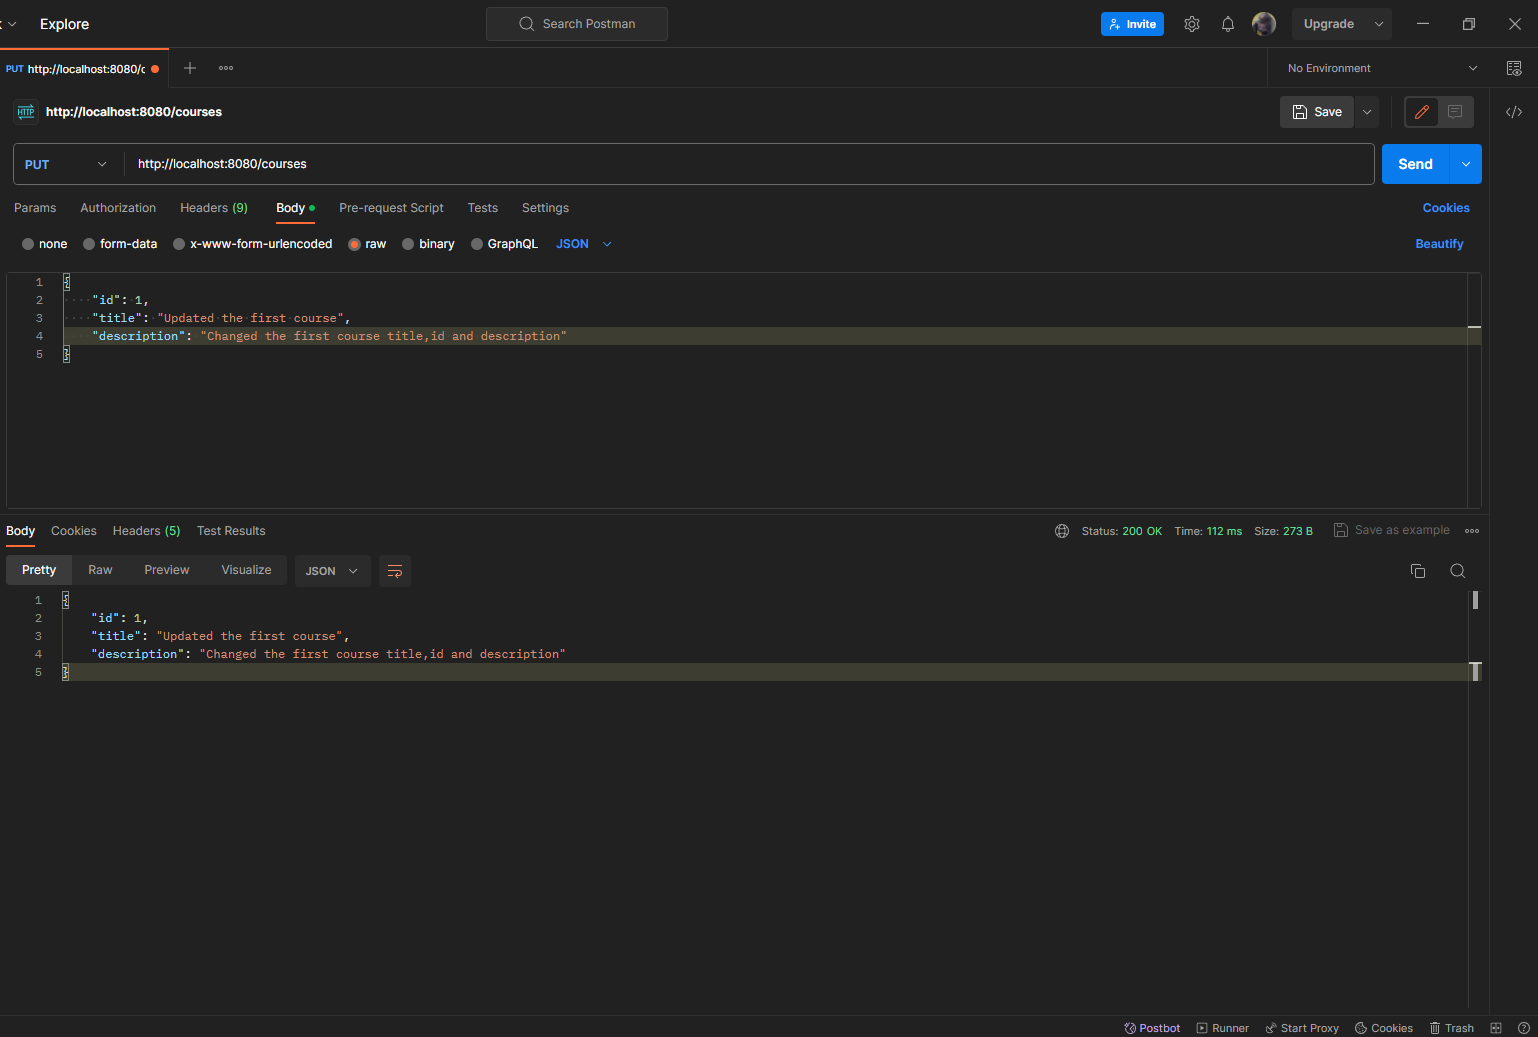 Explore
Search Postman
Invite
Upgrade
PUT http://localhost:8080/c
No Environment
HTTP http://localhost:8080/courses
Save
PUT
http://localhost:8080/courses
Send
Params Authorization Headers (9) Body Pre-request Script Tests Settings
Cookies
none form-data x-www-form-urlencoded raw binary GraphQL JSON
Beautify
1 {
2 "id": 1,
3 "title": "Updated the first course",
4 "description": "Changed the first course title,id and description"
5 }
Body Cookies Headers (5) Test Results
Status: 200 OK Time: 112 ms Size: 273 B Save as example
Pretty Raw Preview Visualize JSON
1 {
2 "id": 1,
3 "title": "Updated the first course",
4 "description": "Changed the first course title,id and description"
5 }
Postbot Runner Start Proxy Cookies Trash